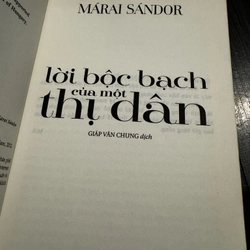 MÁRAI SÁNDOR
lời bộc bạch
của một
thị dân
GIÁP VĂN CHUNG dịch